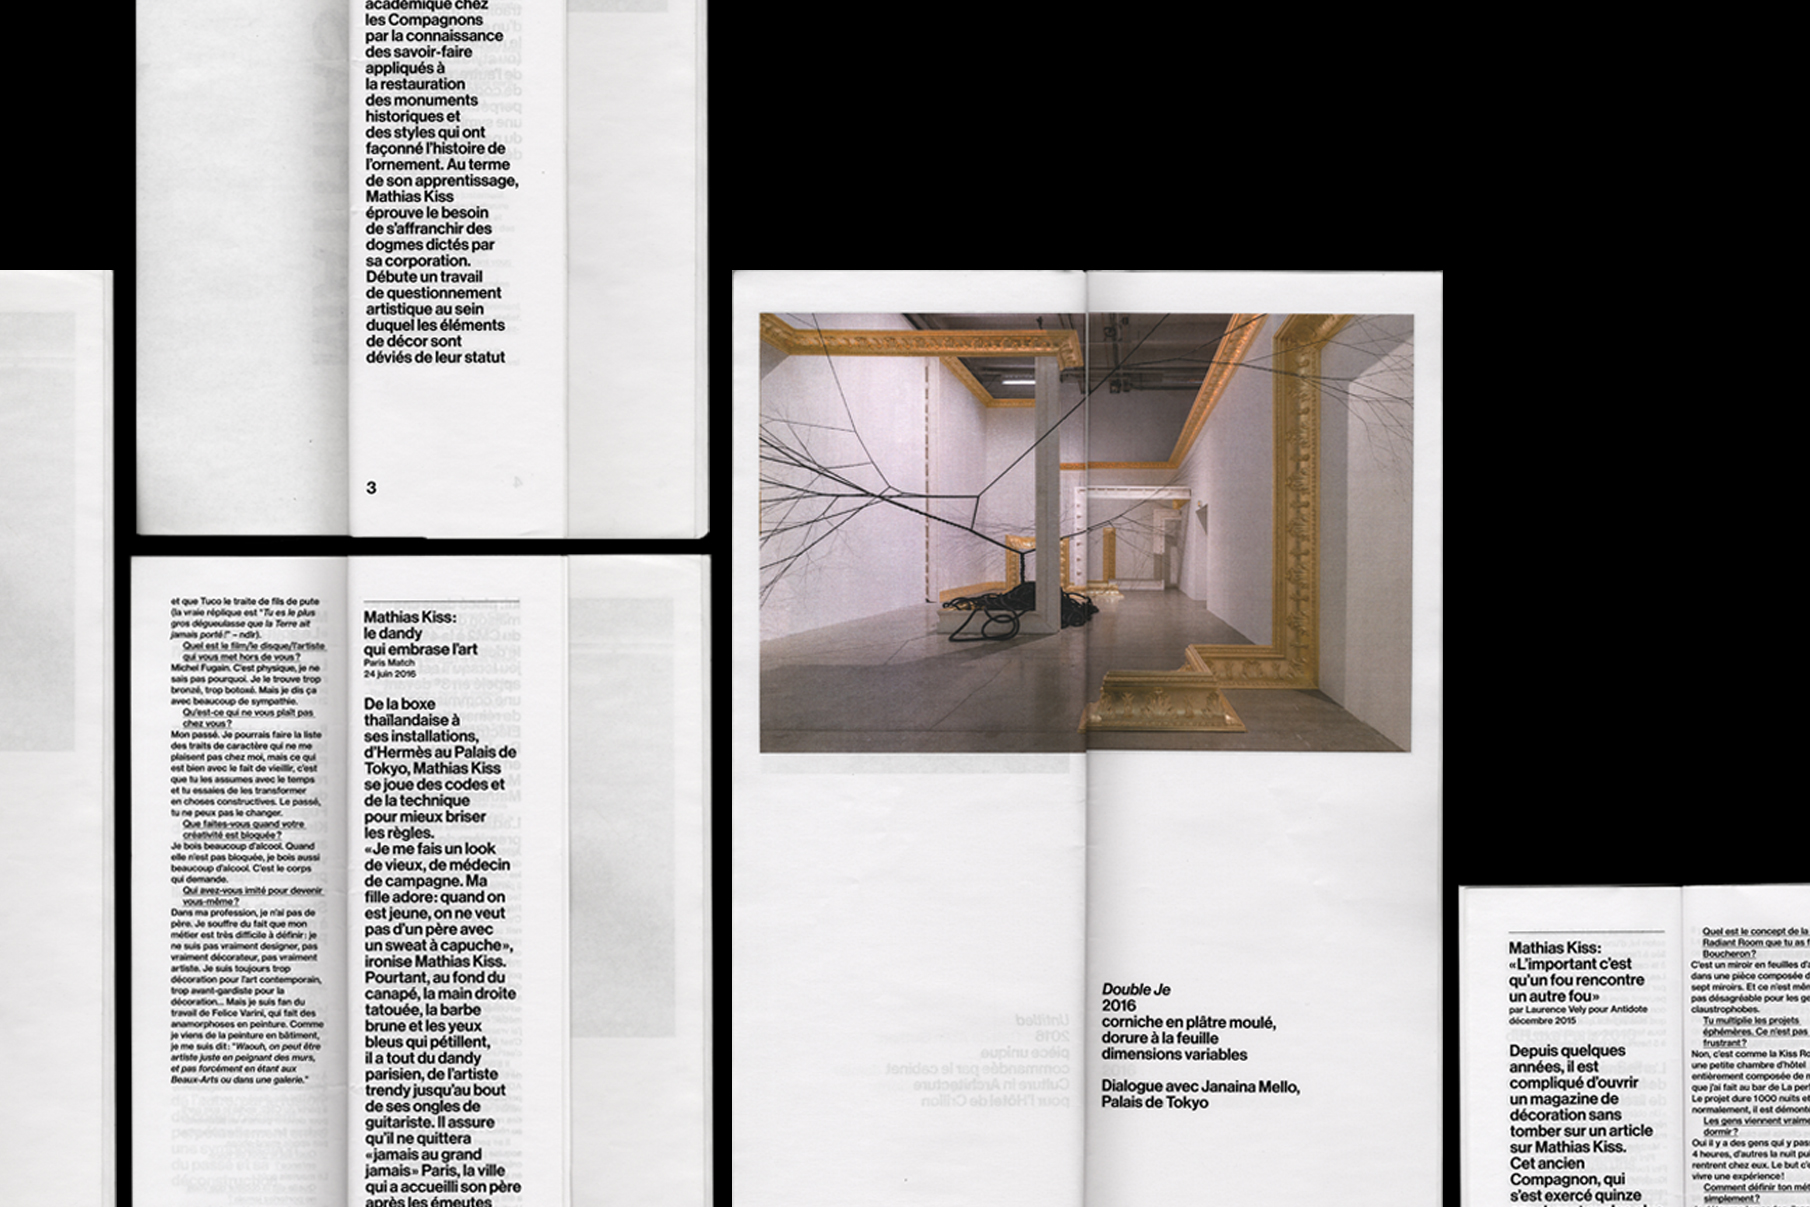 académique chez
les Compagnons
par la connaissance
des savoir-faire
appliqués à
la restauration
des monuments
historiques et
des styles qui ont
façonné l'histoire de
l'ornement. Au terme
de son apprentissage,
Mathias Kiss
éprouve le besoin
de s'affranchir des
dogmes dictés par
sa corporation.
Débute un travail
de questionnement
artistique au sein
duquel les éléments
de décor sont
déviés de leur statut
3
et que Tuco le traite de fils de pute
(la vraie réplique est "Tu es le plus
gros dégueulasse que la Terre ait
jamais porté!" – ndlr).
Quel est le film/le disque/l'artiste
qui vous met hors de vous?
Michel Fugain. C'est physique, je ne
sais pas pourquoi. Je le trouve trop
bronzé, trop botoxé. Mais je dis ça
avec beaucoup de sympathie.
Qu'est-ce qui ne vous plaît pas
chez vous?
Mon passé. Je pourrais faire la liste
des traits de caractère qui ne me
plaisent pas chez moi, mais ce qui
est bien avec le fait de vieillir, c'est
que tu les assumes avec le temps
et tu essaies de les transformer
en choses constructives. Le passé,
tu ne peux pas le changer.
Que faites-vous quand votre
créativité est bloquée?
Je bois beaucoup d'alcool. Quand
elle n'est pas bloquée, je bois aussi
beaucoup d'alcool. C'est le corps
qui demande.
Qui avez-vous imité pour devenir
vous-même?
Dans ma profession, je n'ai pas de
père. Je souffre du fait que mon
métier est très difficile à définir: je
ne suis pas vraiment designer, pas
vraiment décorateur, pas vraiment
artiste. Je suis toujours trop
décoration pour l'art contemporain,
trop avant-gardiste pour la
décoration... Mais je suis fan du
travail de Felice Varini, qui fait des
anamorphoses en peinture. Comme
je viens de la peinture en bâtiment,
je me suis dit: "Waouh, on peut être
artiste juste en peignant des murs,
et pas forcément en étant aux
Beaux-Arts ou dans une galerie."
Mathias Kiss:
le dandy
qui embrase l'art
Paris Match
24 juin 2016
De la boxe
thaïlandaise à
ses installations,
d'Hermès au Palais de
Tokyo, Mathias Kiss
se joue des codes et
de la technique
pour mieux briser
les règles.
«Je me fais un look
de vieux, de médecin
de campagne. Ma
fille adore: quand on
est jeune, on ne veut
pas d'un père avec
un sweat à capuche»,
ironise Mathias Kiss.
Pourtant, au fond du
canapé, la main droite
tatouée, la barbe
brune et les yeux
bleus qui pétillent,
il a tout du dandy
parisien, de l'artiste
trendy jusqu'au bout
de ses ongles de
guitariste. Il assure
qu'il ne quittera
«jamais au grand
jamais» Paris, la ville
qui a accueilli son père
après les émeutes
Double Je
2016
corniche en plâtre moulé,
dorure à la feuille
dimensions variables
Dialogue avec Janaina Mello,
Palais de Tokyo
Untitled
2016
pièce unique
commandée par le cabinet
Culture in Architecture
pour l'Hôtel de Crillon
Mathias Kiss:
«L'important c'est
qu'un fou rencontre
un autre fou»
par Laurence Vely pour Antidote
décembre 2015
Depuis quelques
années, il est
compliqué d'ouvrir
un magazine de
décoration sans
tomber sur un article
sur Mathias Kiss.
Cet ancien
Compagnon, qui
s'est exercé quinze
Quel est le concept de la
Radiant Room que tu as f
Boucheron?
C'est un miroir en feuilles d'
dans une pièce composée d
sept miroirs. Et ce n'est mê
pas désagréable pour les ge
claustrophobes.
Tu multiplie les projets
éphémères. Ce n'est pas
frustrant?
Non, c'est comme la Kiss Ro
une petite chambre d'hôtel
entièrement composée de m
que j'ai fait au bar de La per
Le projet dure 1000 nuits et
normalement, il est démont
Les gens viennent vraime
dormir?
Oui il y a des gens qui y pas
4 heures, d'autres la nuit pui
rentrent chez eux. Le but c'e
vivre une expérience!
Comment définir ton mét
simplement?